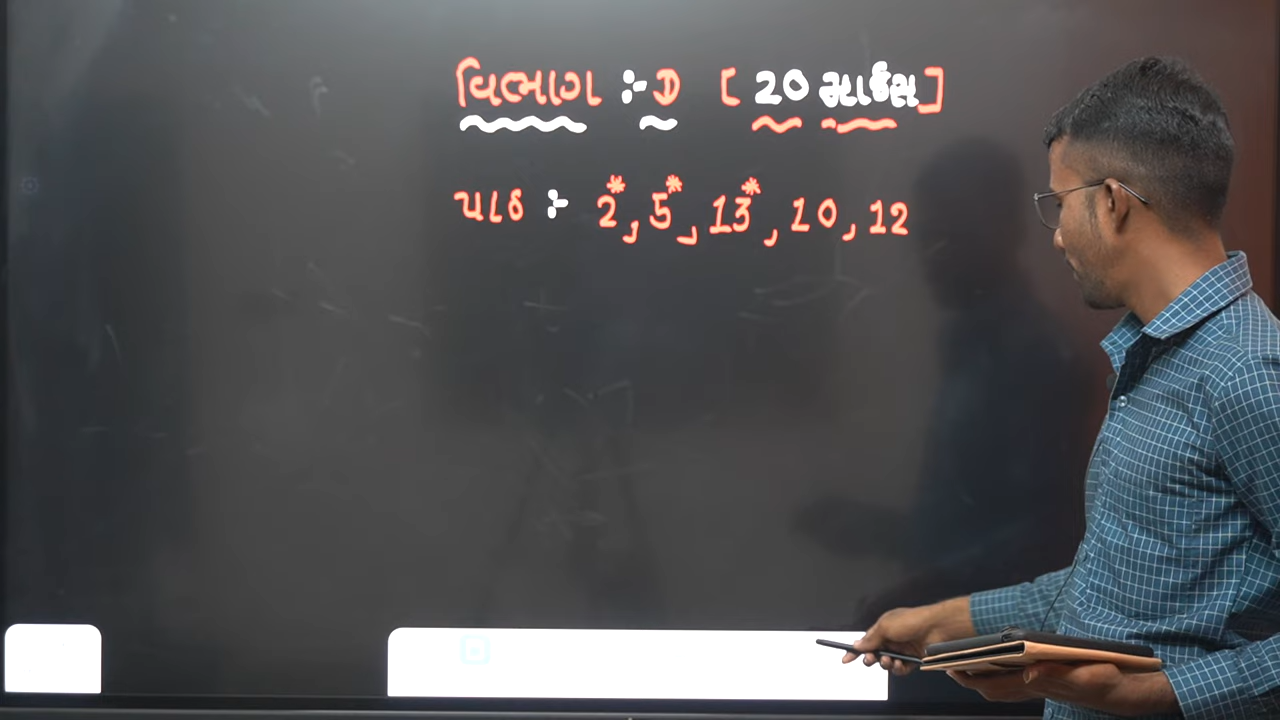 વિભાગ :- D [ 20 માર્કસ ]
પાઠ :- 2*, 5*, 13*, 10, 12